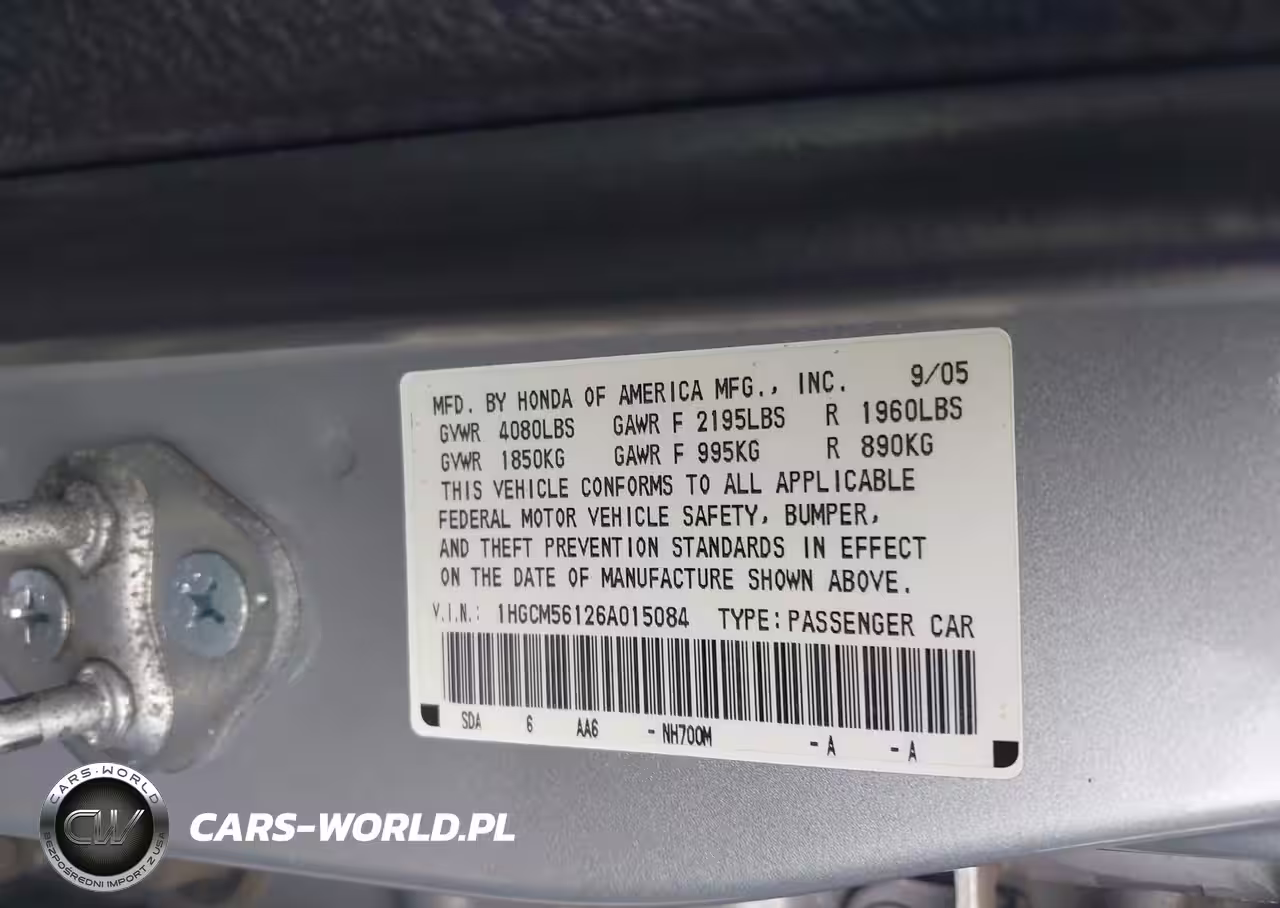 MFD. BY HONDA OF AMERICA MFG., INC. 9/05
GVWR 4080LBS GAWR F 2195LBS R 1960LBS
GVWR 1850KG GAWR F 995KG R 890KG
THIS VEHICLE CONFORMS TO ALL APPLICABLE
FEDERAL MOTOR VEHICLE SAFETY, BUMPER,
AND THEFT PREVENTION STANDARDS IN EFFECT
ON THE DATE OF MANUFACTURE SHOWN ABOVE.
V.I.N.: 1HGCM56126A015084 TYPE:PASSENGER CAR
SDA 6 AA6 -NH700M -A -A
CARS-WORLD
CW
BEZPOŚREDNI IMPORT Z USA
CARS-WORLD.PL